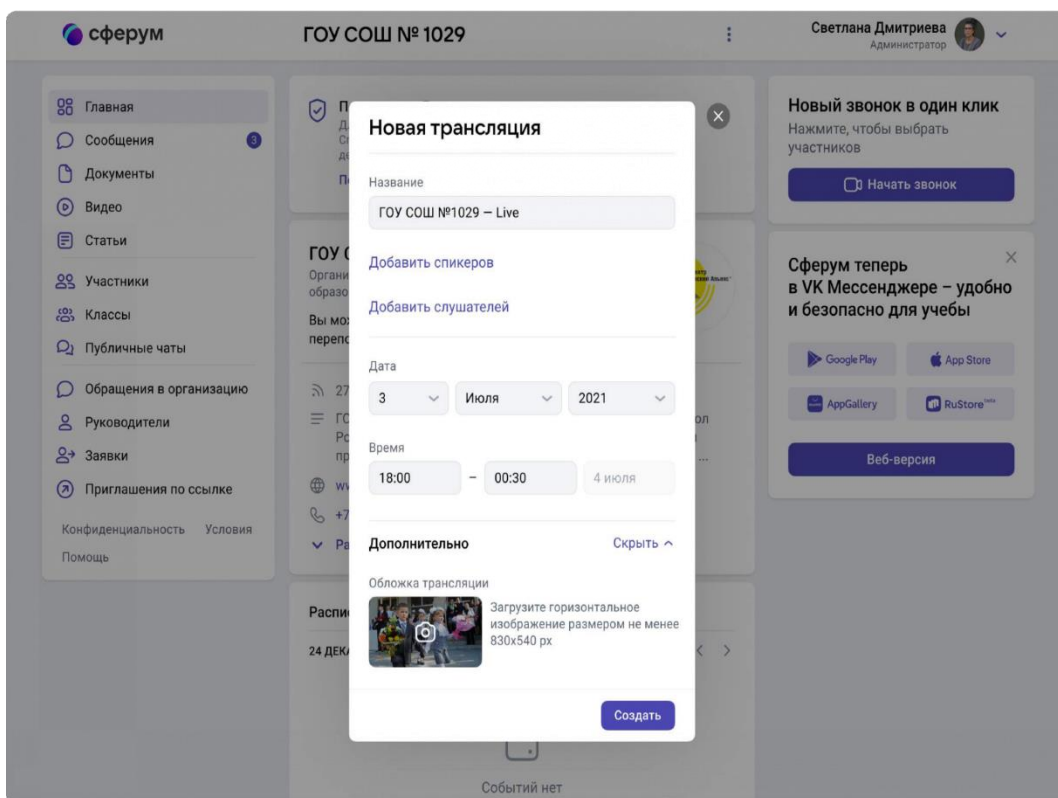 сферум
ГОУ СОШ № 1029
Светлана Дмитриева
Администратор
Главная
Сообщения
3
Документы
Видео
Статьи
Участники
Классы
Публичные чаты
Обращения в организацию
Руководители
Заявки
Приглашения по ссылке
Конфиденциальность Условия
Помощь
ГОУ
Вы
27
Распи
24 ДЕК
Событий нет
Новая трансляция
Название
ГОУ СОШ №1029 — Live
Добавить спикеров
Добавить слушателей
Дата
3 Июля 2021
Время
18:00 – 00:30 4 июля
Дополнительно Скрыть
Обложка трансляции
Загрузите горизонтальное
изображение размером не менее
830x540 px
Создать
Новый звонок в один клик
Нажмите, чтобы выбрать
участников
Начать звонок
Сферум теперь
в VK Мессенджере – удобно
и безопасно для учебы
Google Play App Store
AppGallery RuStore
Веб-версия